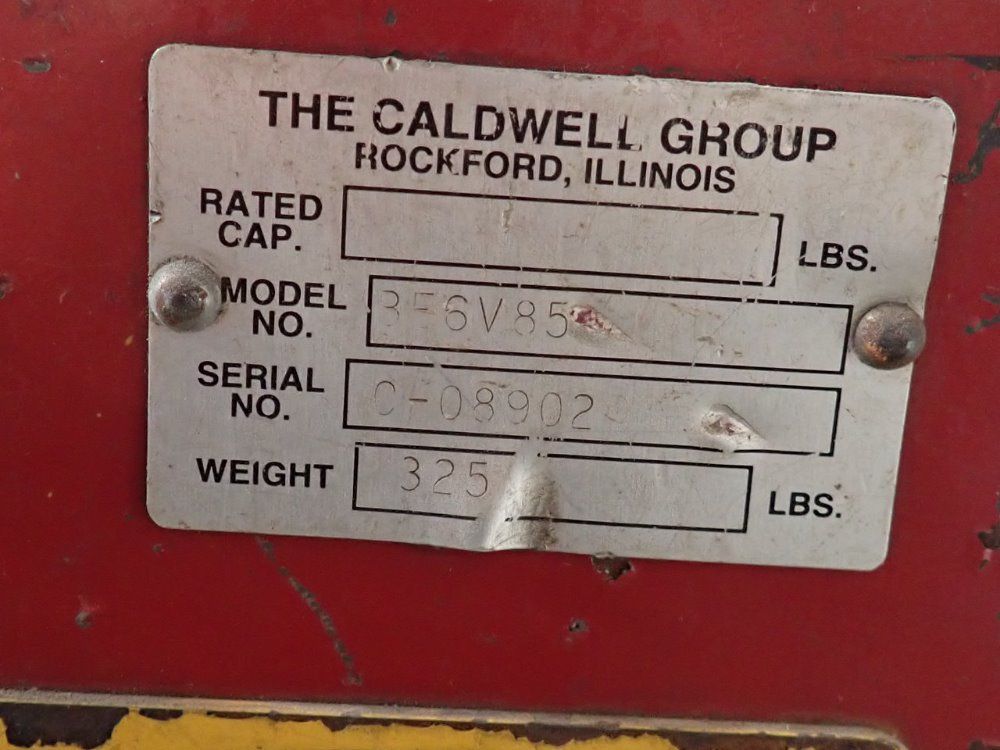 THE CALDWELL GROUP
ROCKFORD, ILLINOIS
RATED
CAP.
LBS.
MODEL
NO.
SERIAL
NO.
WEIGHT 325 LBS.